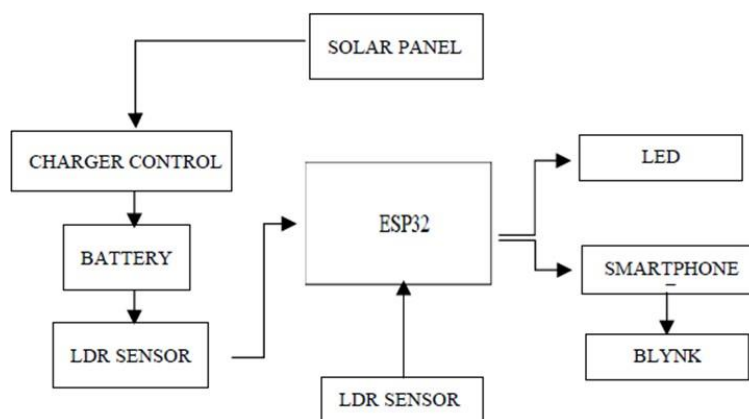 SOLAR PANEL
CHARGER CONTROL
LED
ESP32
BATTERY
SMARTPHONE
LDR SENSOR
BLYNK
LDR SENSOR